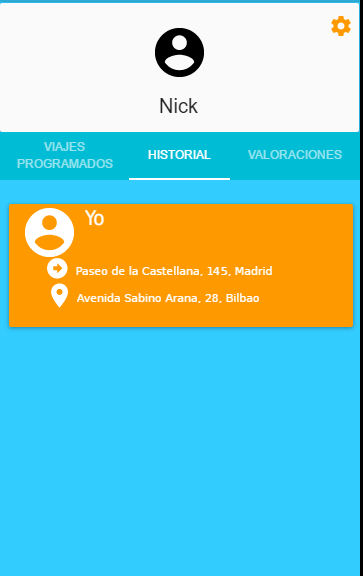 Nick
VIAJES
PROGRAMADOS
HISTORIAL
VALORACIONES
Yo
Paseo de la Castellana, 145, Madrid
Avenida Sabino Arana, 28, Bilbao